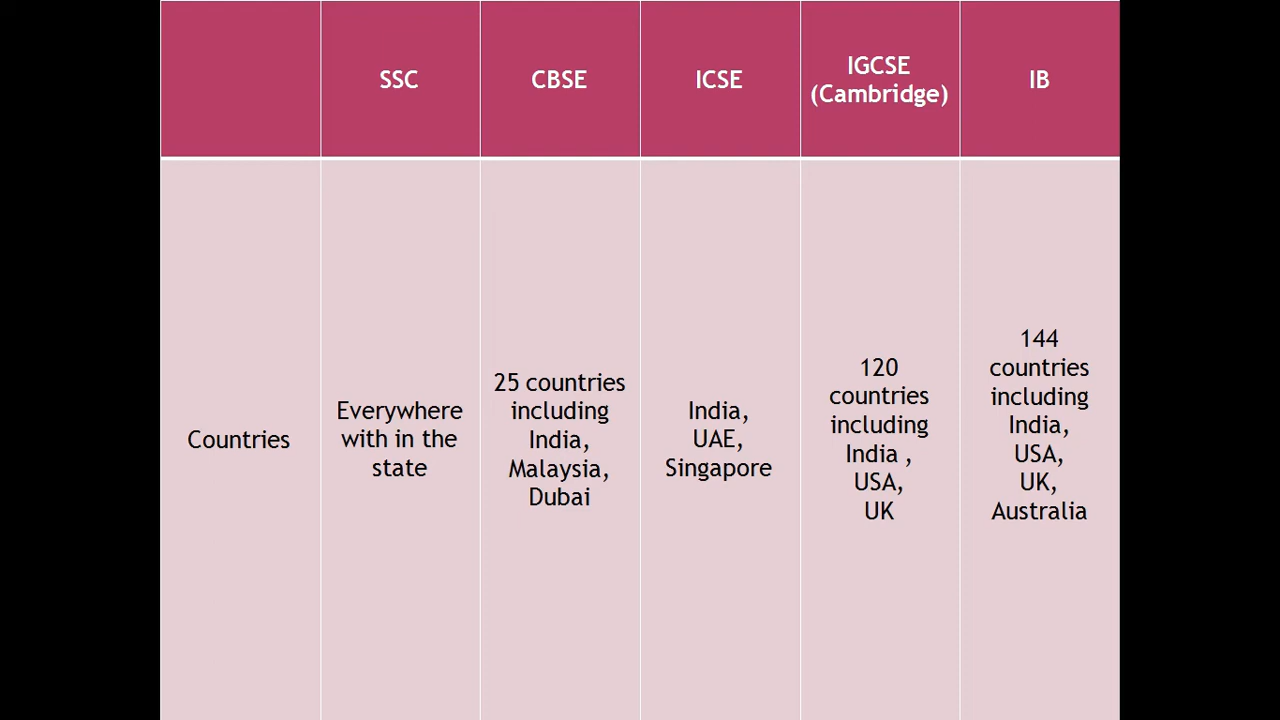 SSC
CBSE
ICSE
IGCSE
(Cambridge)
IB
Countries
Everywhere
with in the
state
25 countries
including
India,
Malaysia,
Dubai
India,
UAE,
Singapore
120
countries
including
India ,
USA,
UK
144
countries
including
India,
USA,
UK,
Australia